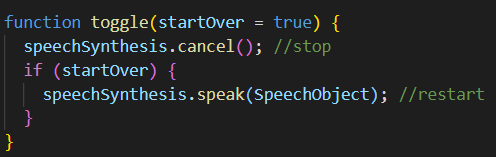 function toggle(startOver = true) {
  speechSynthesis.cancel(); //stop
  if (startOver) {
    speechSynthesis.speak(SpeechObject); //restart
  }
}